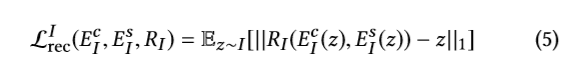 ℒ^I_rec(E^c_I, E^s_I, R_I) = 𝔼_{z∼I}[||R_I(E^c_I(z), E^s_I(z)) − z||_1] (5)